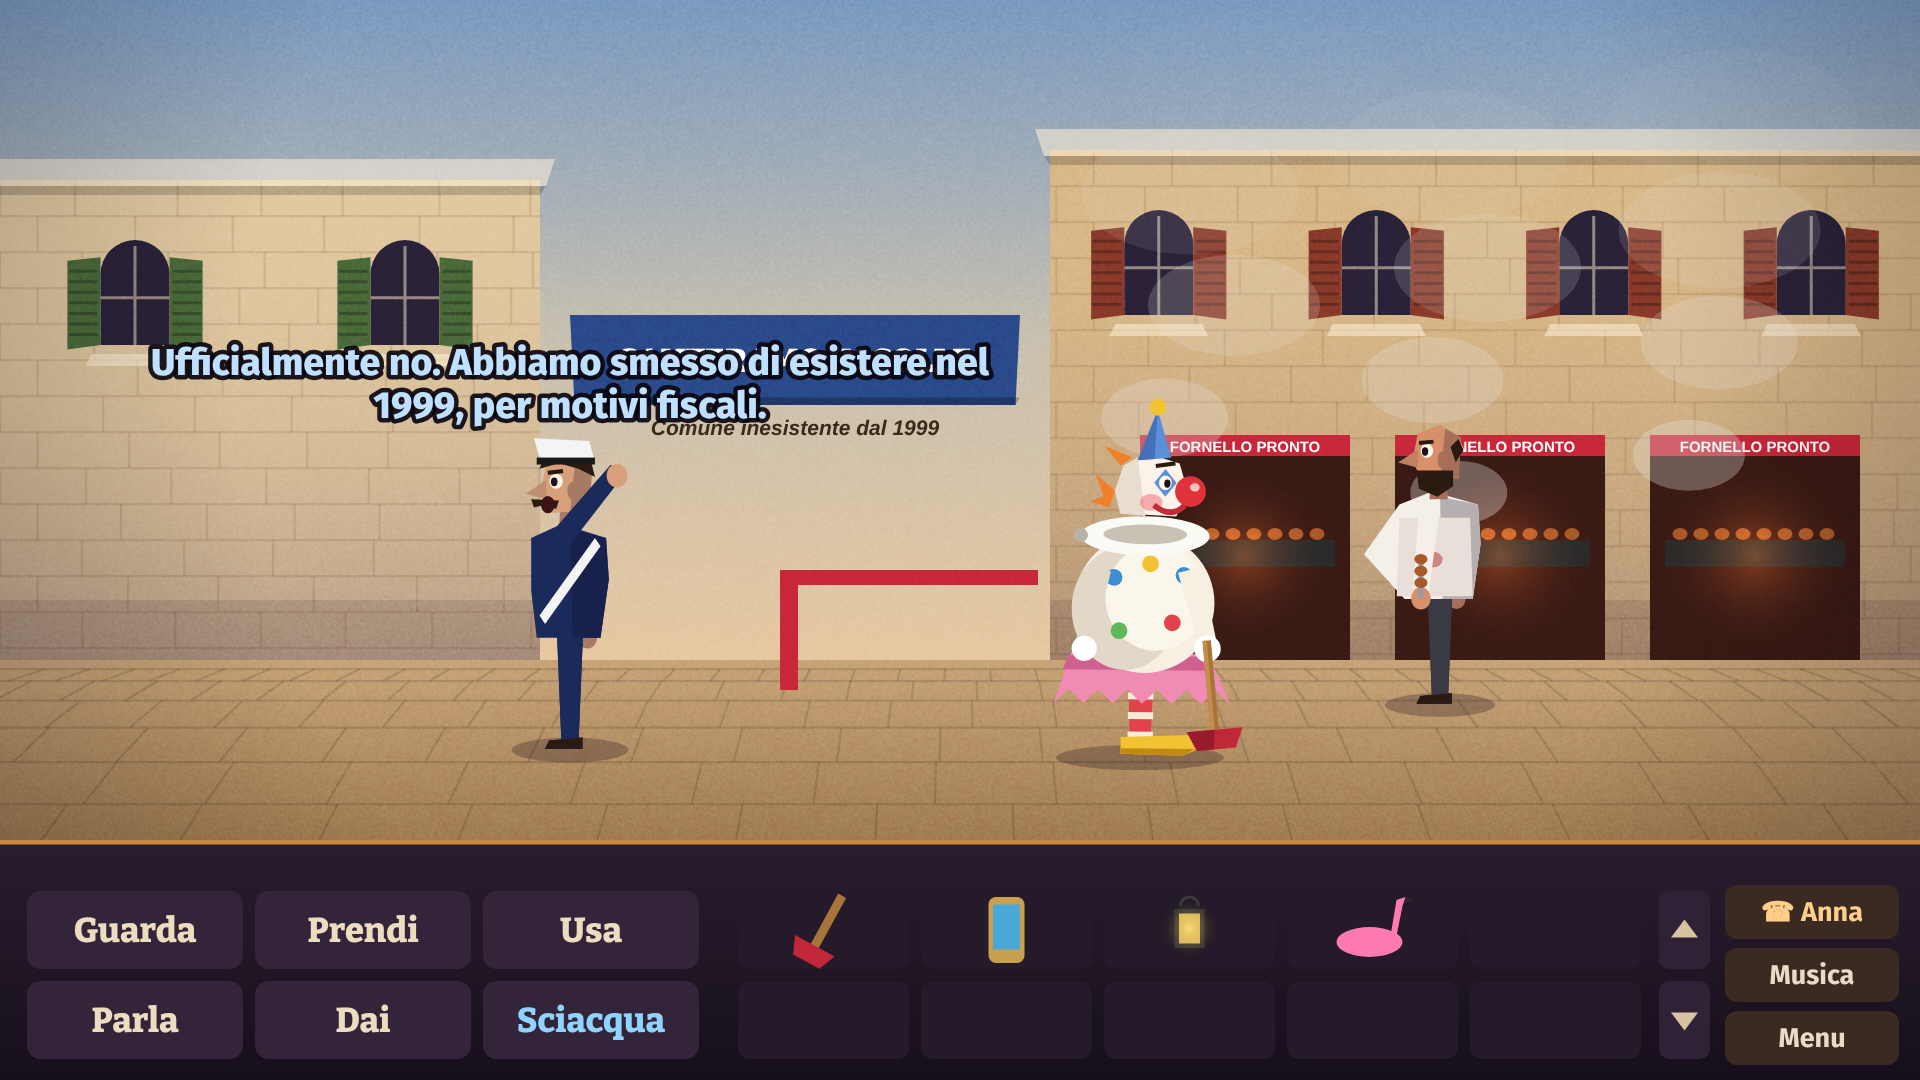 Ufficialmente no. Abbiamo smesso di esistere nel
1999, per motivi fiscali.
Comune inesistente dal 1999
FORNELLO PRONTO
NELLO PRONTO
FORNELLO PRONTO
Guarda
Prendi
Usa
☎ Anna
Musica
Parla
Dai
Sciacqua
Menu